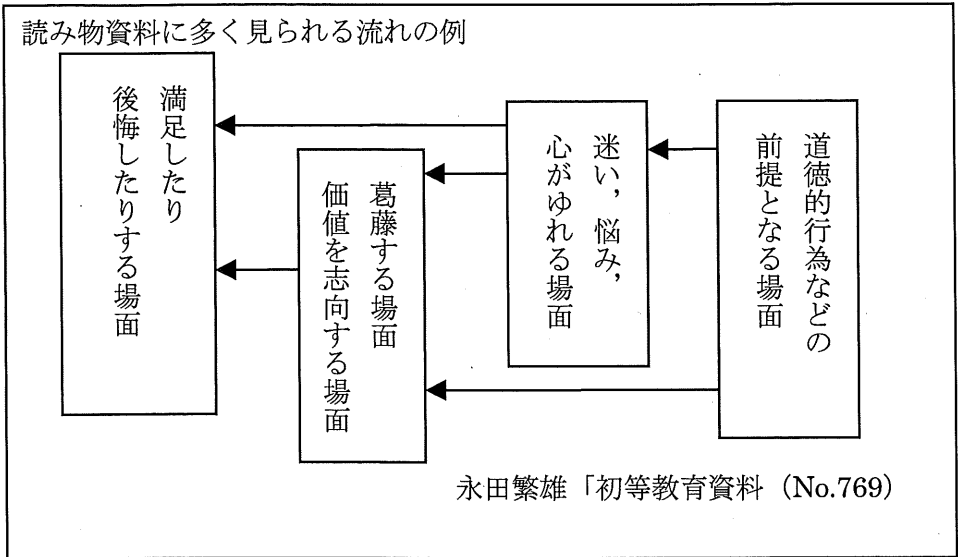 読み物資料に多く見られる流れの例
道徳的行為などの
前提となる場面
迷い，悩み，
心がゆれる場面
葛藤する場面
価値を志向する場面
満足したり
後悔したりする場面
永田繁雄「初等教育資料（No.769）